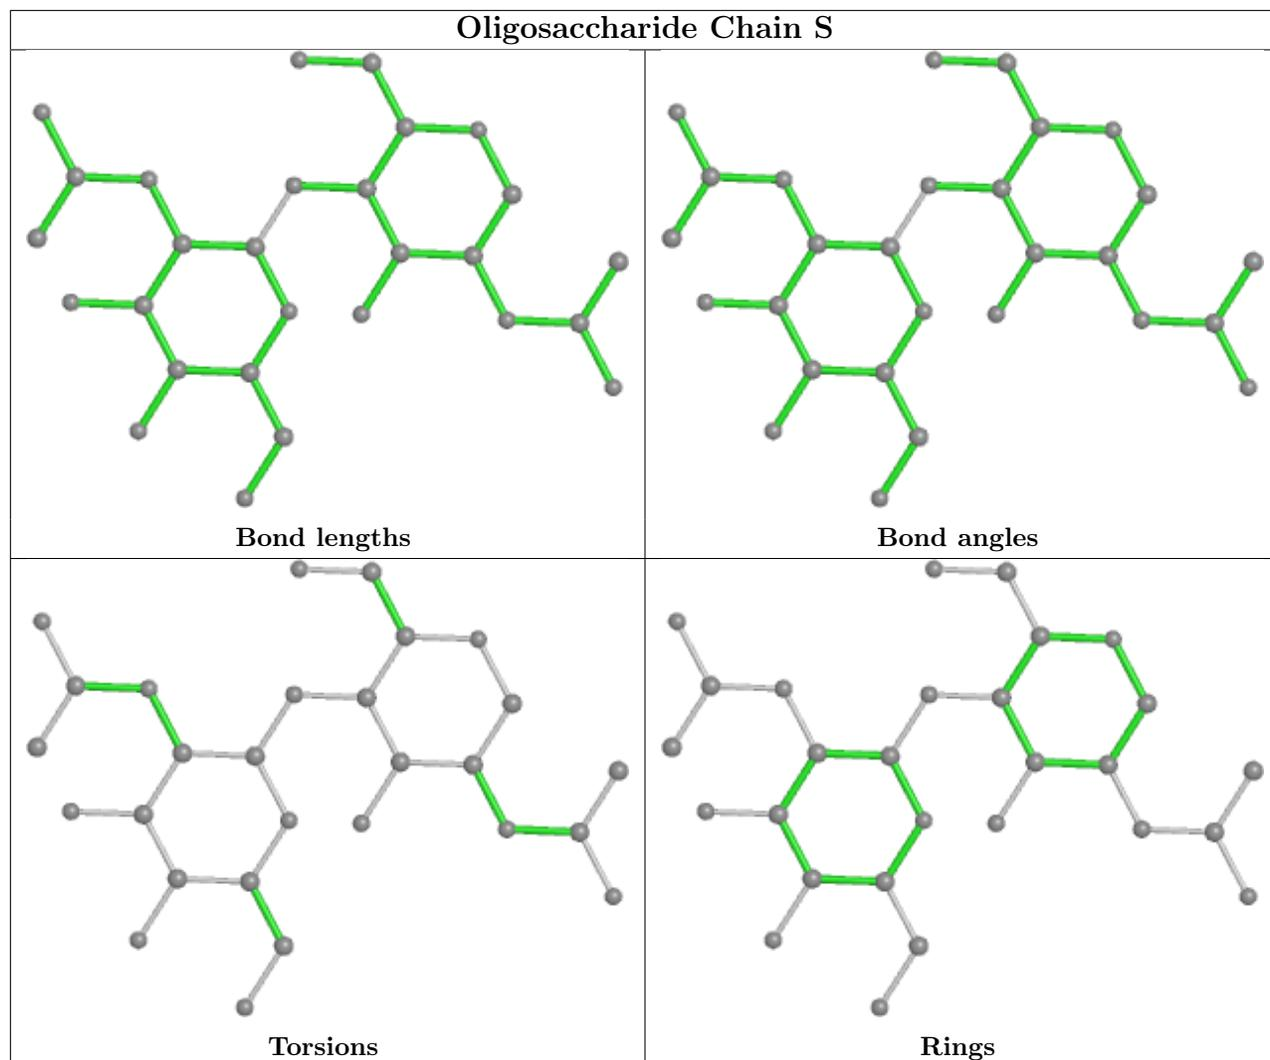 Oligosaccharide Chain S
Bond lengths
Bond angles
Torsions
Rings